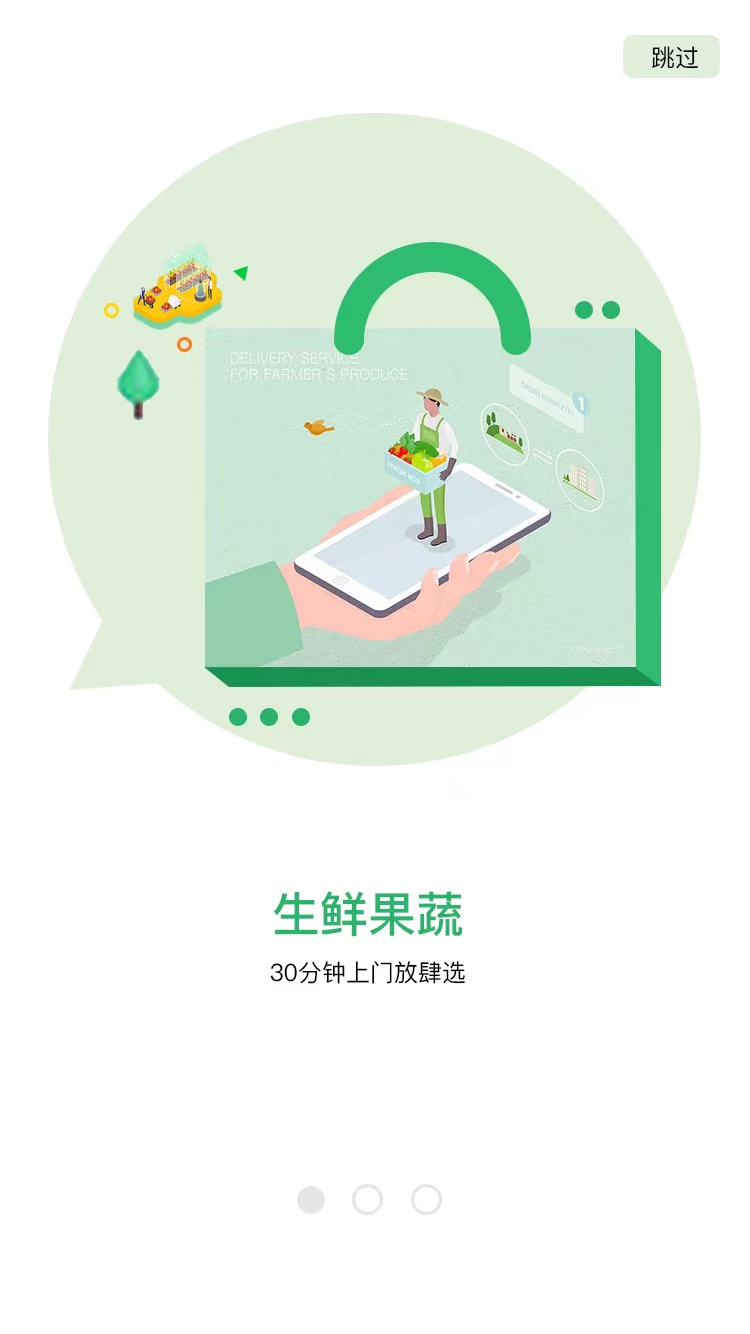 跳过
DELIVERY SERVICE
FOR FARMER'S PRODUCE
ORDER COMPLETE!
1
FRESH BOX
生鲜果蔬
30分钟上门放肆选